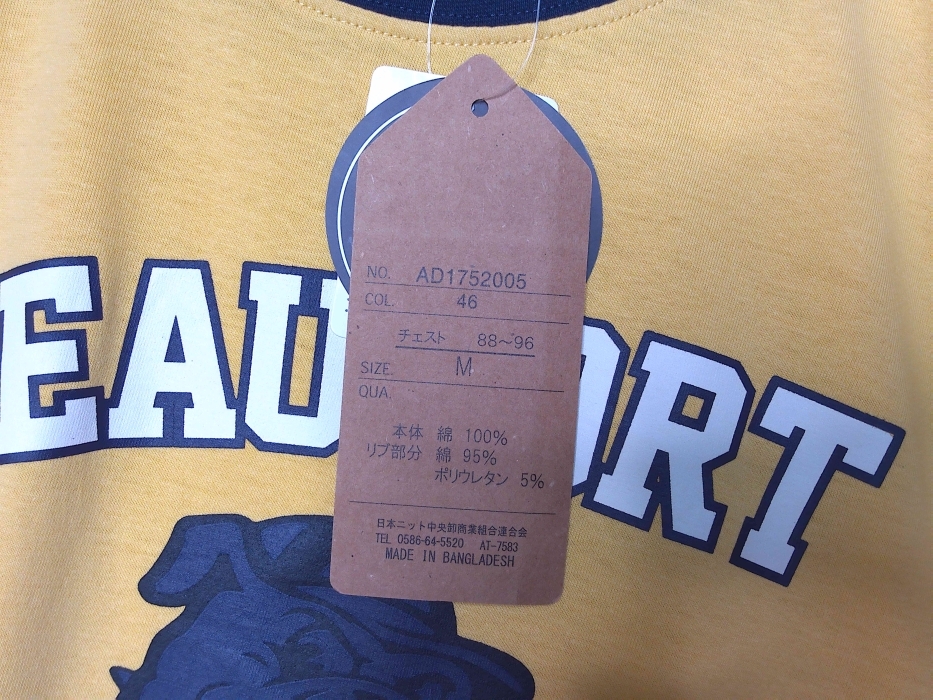 NO. AD1752005
COL. 46
チェスト 88〜96
SIZE M
QUA.
本体 綿 100%
リブ部分 綿 95%
ポリウレタン 5%
日本ニット中央卸商業組合連合会
TEL 0586-64-5520 AT-7583
MADE IN BANGLADESH
EAU ORT